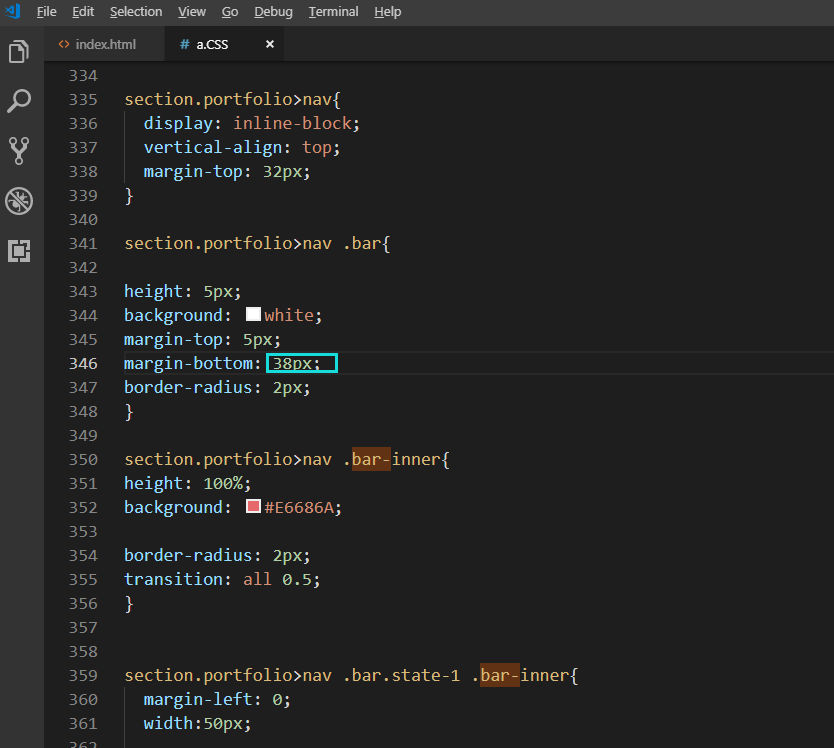 File Edit Selection View Go Debug Terminal Help
<> index.html # a.CSS ×
334
335 section.portfolio>nav{
336 display: inline-block;
337 vertical-align: top;
338 margin-top: 32px;
339 }
340
341 section.portfolio>nav .bar{
342
343 height: 5px;
344 background: white;
345 margin-top: 5px;
346 margin-bottom: 38px;
347 border-radius: 2px;
348 }
349
350 section.portfolio>nav .bar-inner{
351 height: 100%;
352 background: #E6686A;
353
354 border-radius: 2px;
355 transition: all 0.5;
356 }
357
358
359 section.portfolio>nav .bar.state-1 .bar-inner{
360 margin-left: 0;
361 width:50px;
362